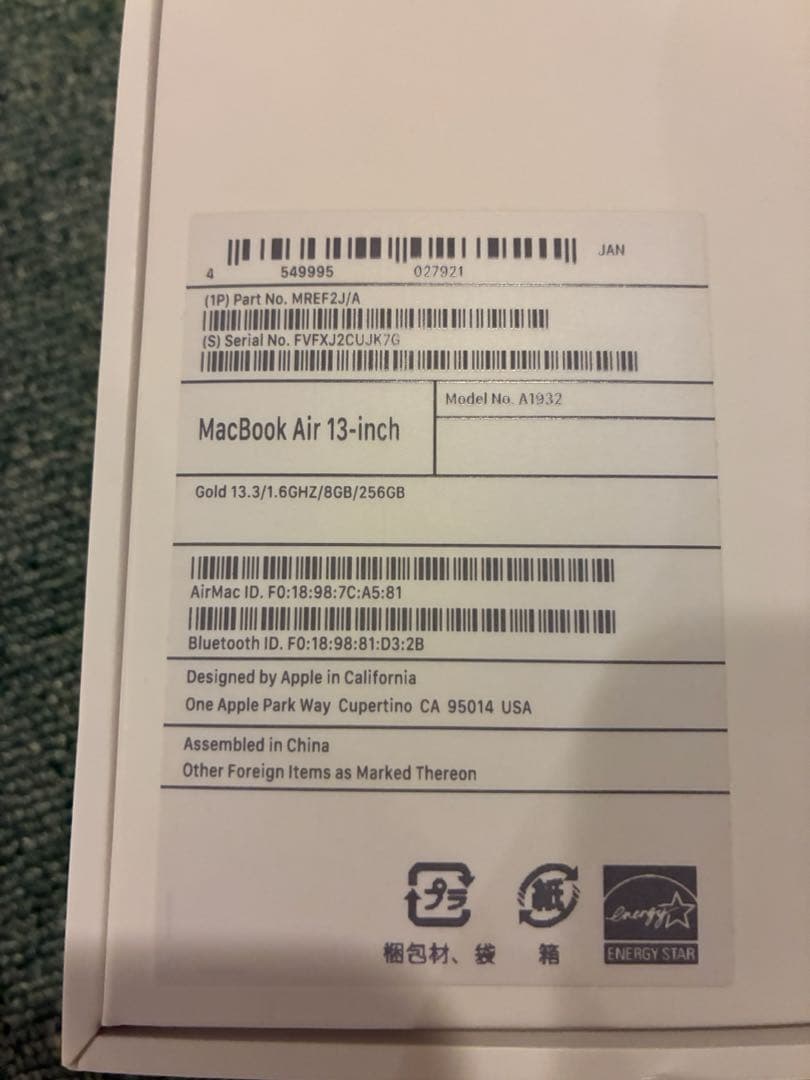 JAN
4 549995 027921
(1P) Part No. MREF2J/A
(S) Serial No. FVFXJ2CUJK7G
Model No. A1932
MacBook Air 13-inch
Gold 13.3/1.6GHZ/8GB/256GB
AirMac ID. F0:18:98:7C:A5:81
Bluetooth ID. F0:18:98:81:D3:2B
Designed by Apple in California
One Apple Park Way Cupertino CA 95014 USA
Assembled in China
Other Foreign Items as Marked Thereon
プラ
紙
energy
梱包材、袋
箱
ENERGY STAR